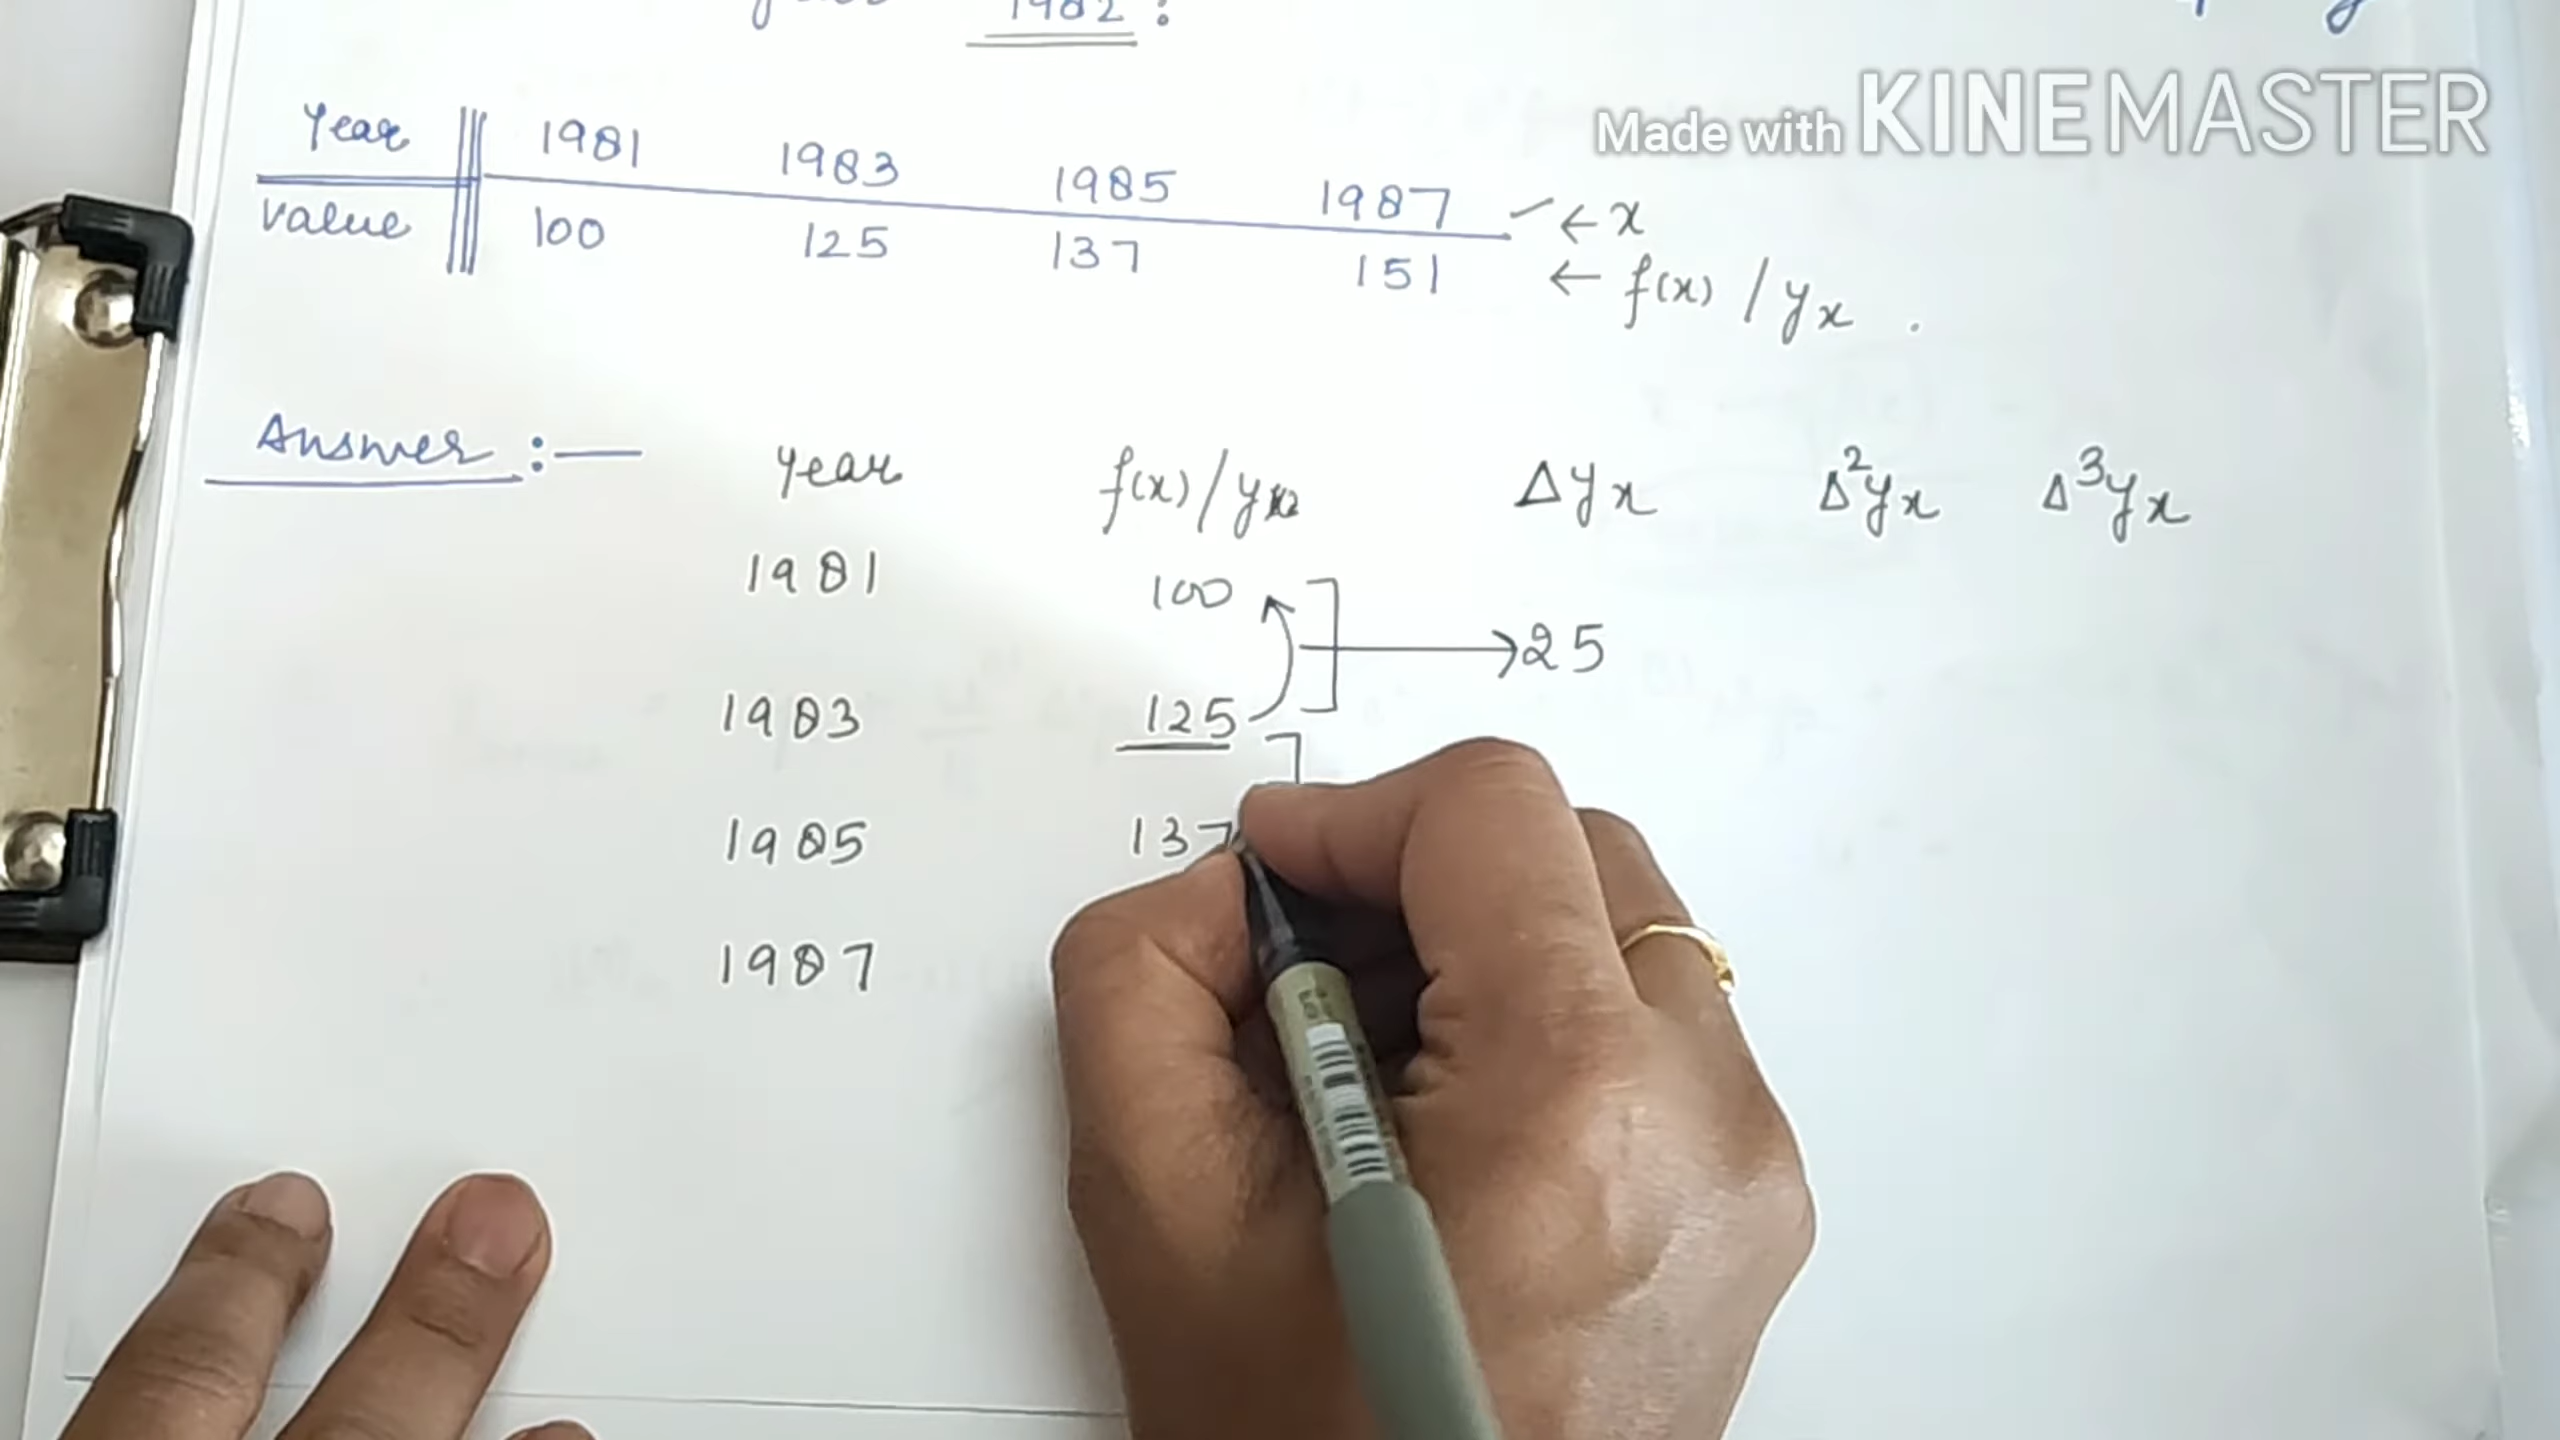 1982 :
Made with KINEMASTER
Year 1981 1983 1985 1987 ← x
Value 100 125 137 151 ← f(x) / yx .
Answer :— Year f(x)/yx Δyx Δ²yx Δ³yx
1981 100
25
1983 125
1985 137
1987